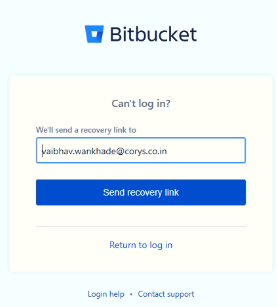 Bitbucket
Can't log in?
We'll send a recovery link to
vaibhav.wankhade@corys.co.in
Send recovery link
Return to log in
Login help • Contact support